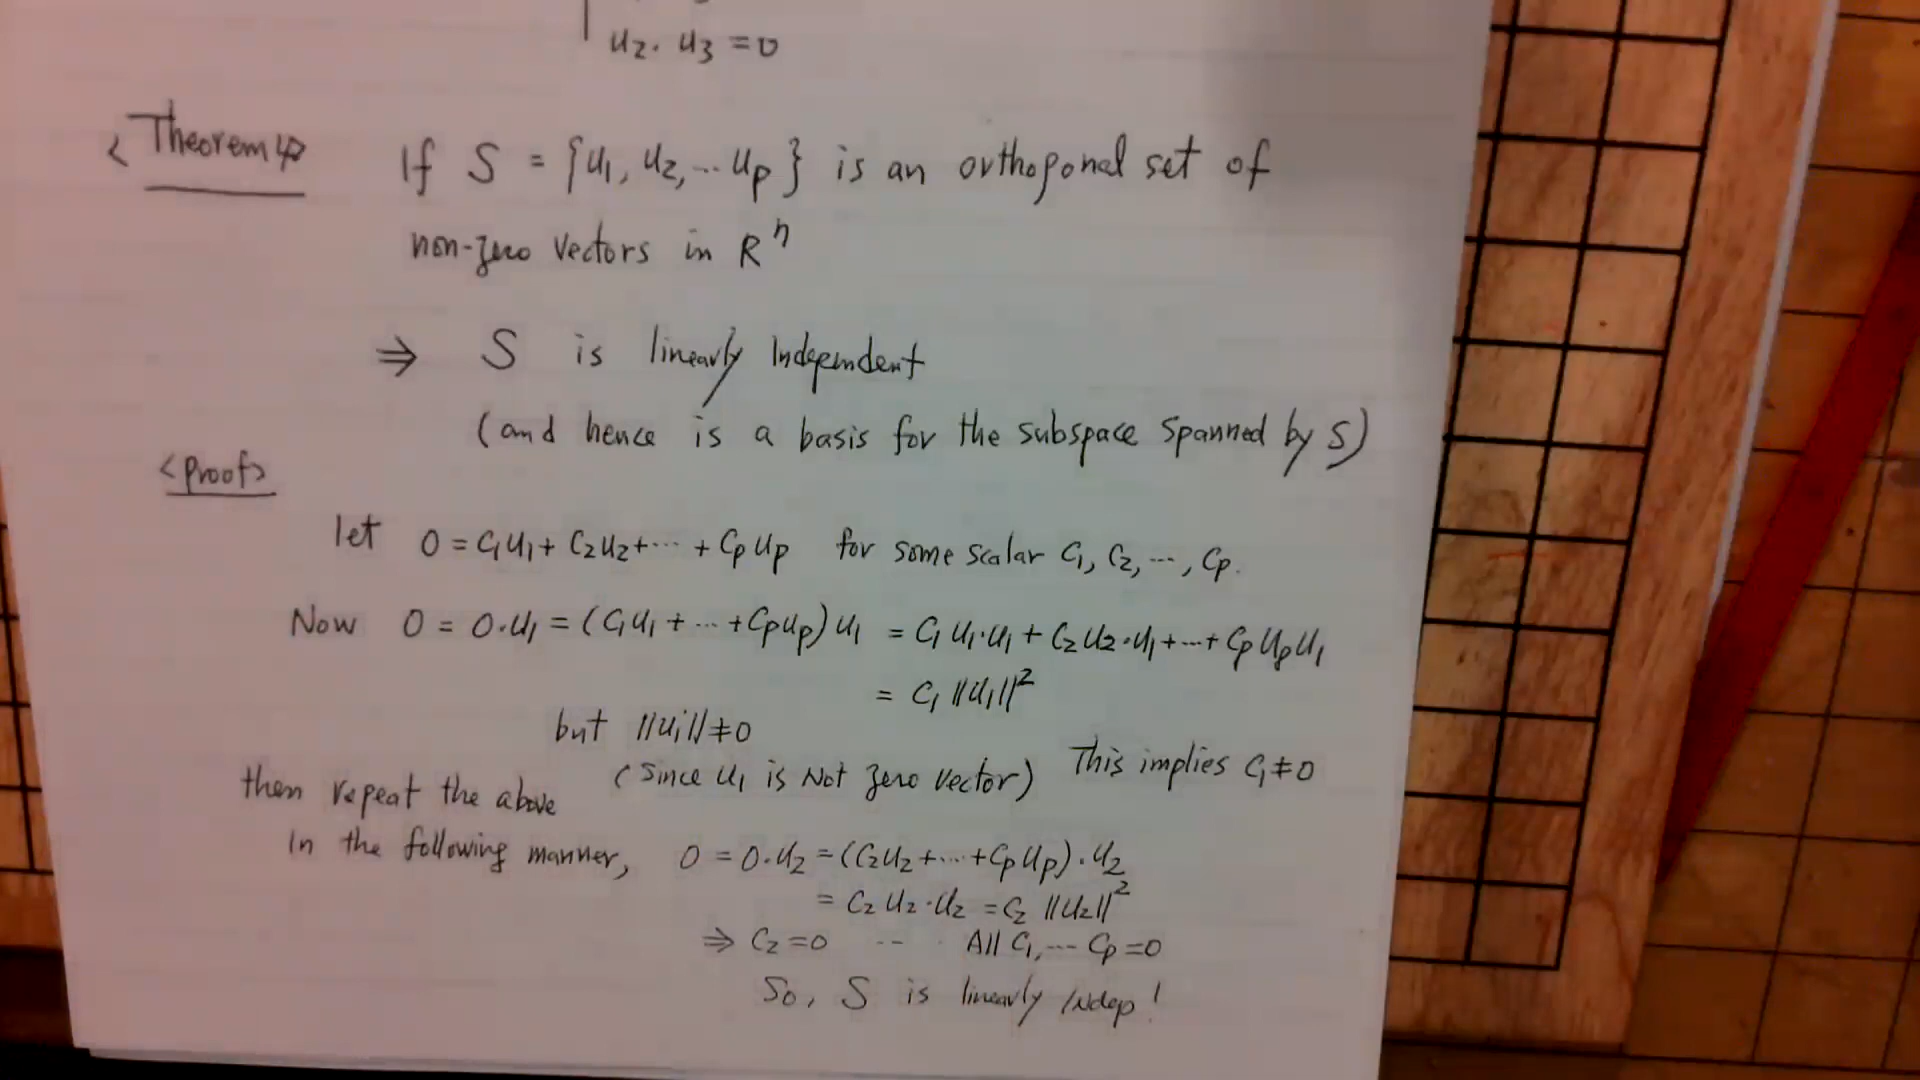 u2 · u3 = 0
<Theorem 4> If S = {u1, u2, ... up} is an orthogonal set of
non-zero vectors in R^n
⇒ S is linearly Independent
(and hence is a basis for the subspace spanned by S)
<proof>
let 0 = c1u1 + c2u2 + ... + cpup for some scalar c1, c2, ..., cp.
Now 0 = 0·u1 = (c1u1 + ... + cpup) u1 = c1 u1·u1 + c2 u2·u1 + ... + cp up u1
= c1 ||u1||^2
but ||u1|| ≠ 0
(since u1 is Not zero vector) This implies c1 ≠ 0
then repeat the above
In the following manner, 0 = 0·u2 = (c2u2 + ... + cpup)·u2
= c2 u2·u2 = c2 ||u2||^2
⇒ c2 = 0 ... All c1, ... cp = 0
So, S is linearly Indep!